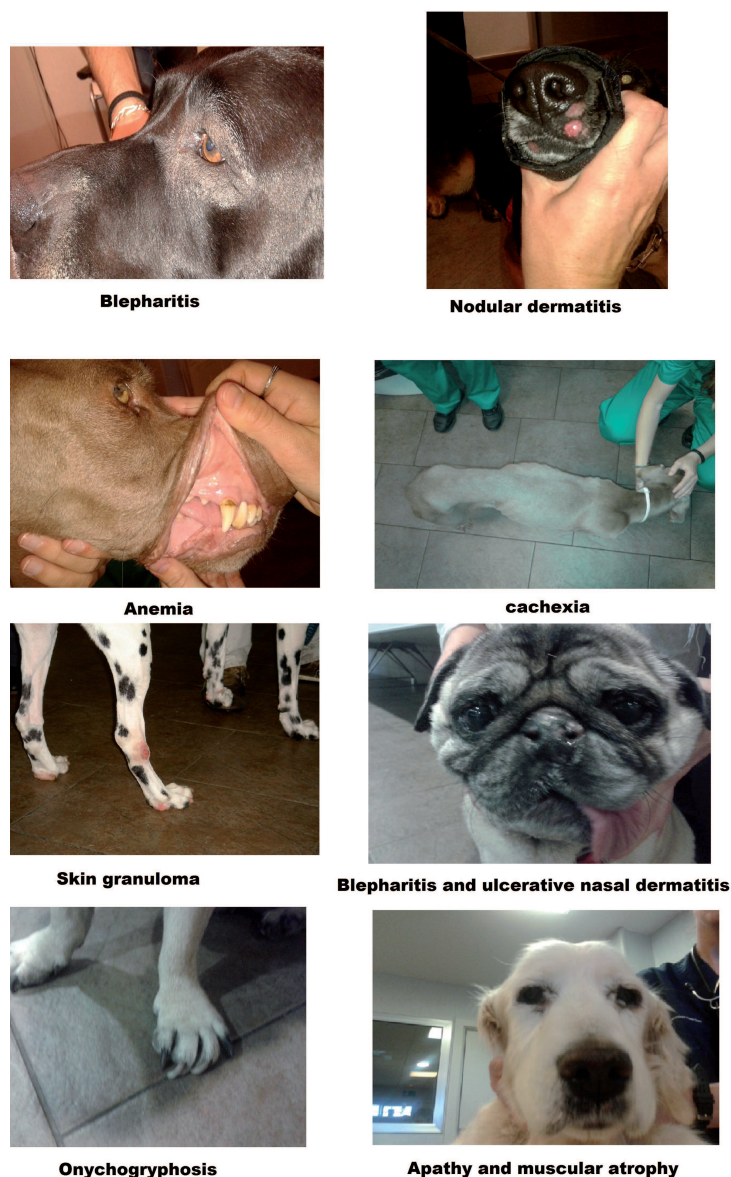 Blepharitis
Nodular dermatitis
Anemia
cachexia
Skin granuloma
Blepharitis and ulcerative nasal dermatitis
Onychogryphosis
Apathy and muscular atrophy